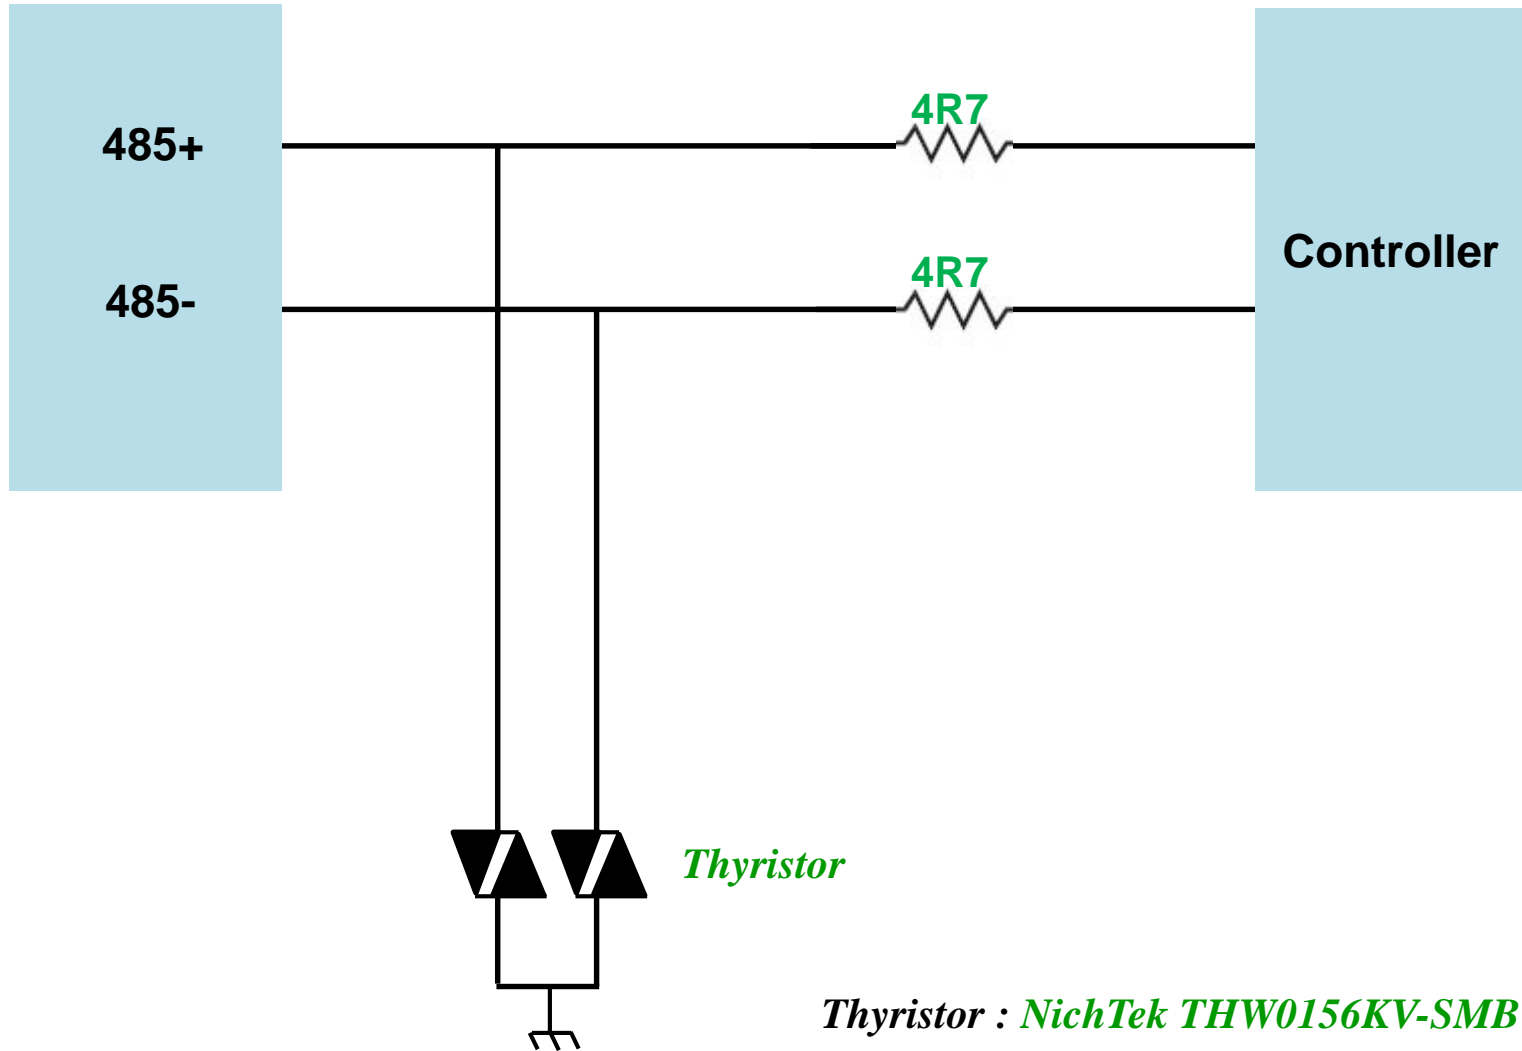 4R7
485+
Controller
4R7
485-
Thyristor
Thyristor : NichTek THW0156KV-SMB